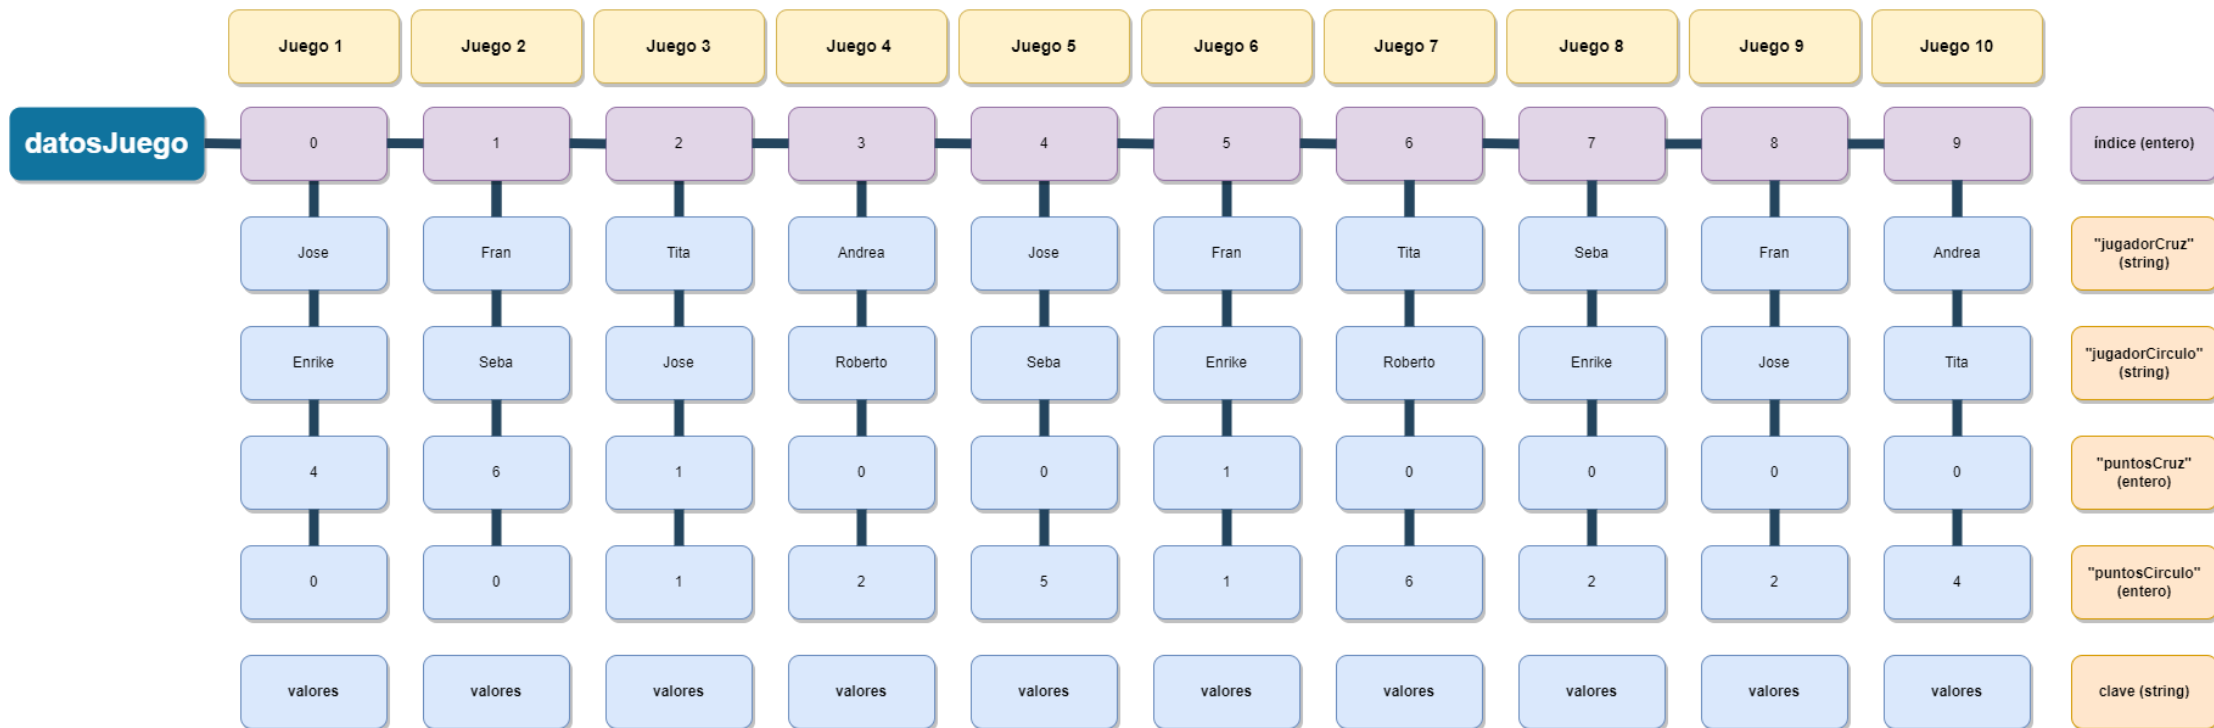 Juego 1 Juego 2 Juego 3 Juego 4 Juego 5 Juego 6 Juego 7 Juego 8 Juego 9 Juego 10
datosJuego 0 1 2 3 4 5 6 7 8 9 índice (entero)
Jose Fran Tita Andrea Jose Fran Tita Seba Fran Andrea "jugadorCruz"
(string)
Enrike Seba Jose Roberto Seba Enrike Roberto Enrike Jose Tita "jugadorCirculo"
(string)
4 6 1 0 0 1 0 0 0 0 "puntosCruz"
(entero)
0 0 1 2 5 1 6 2 2 4 "puntosCirculo"
(entero)
valores valores valores valores valores valores valores valores valores valores clave (string)